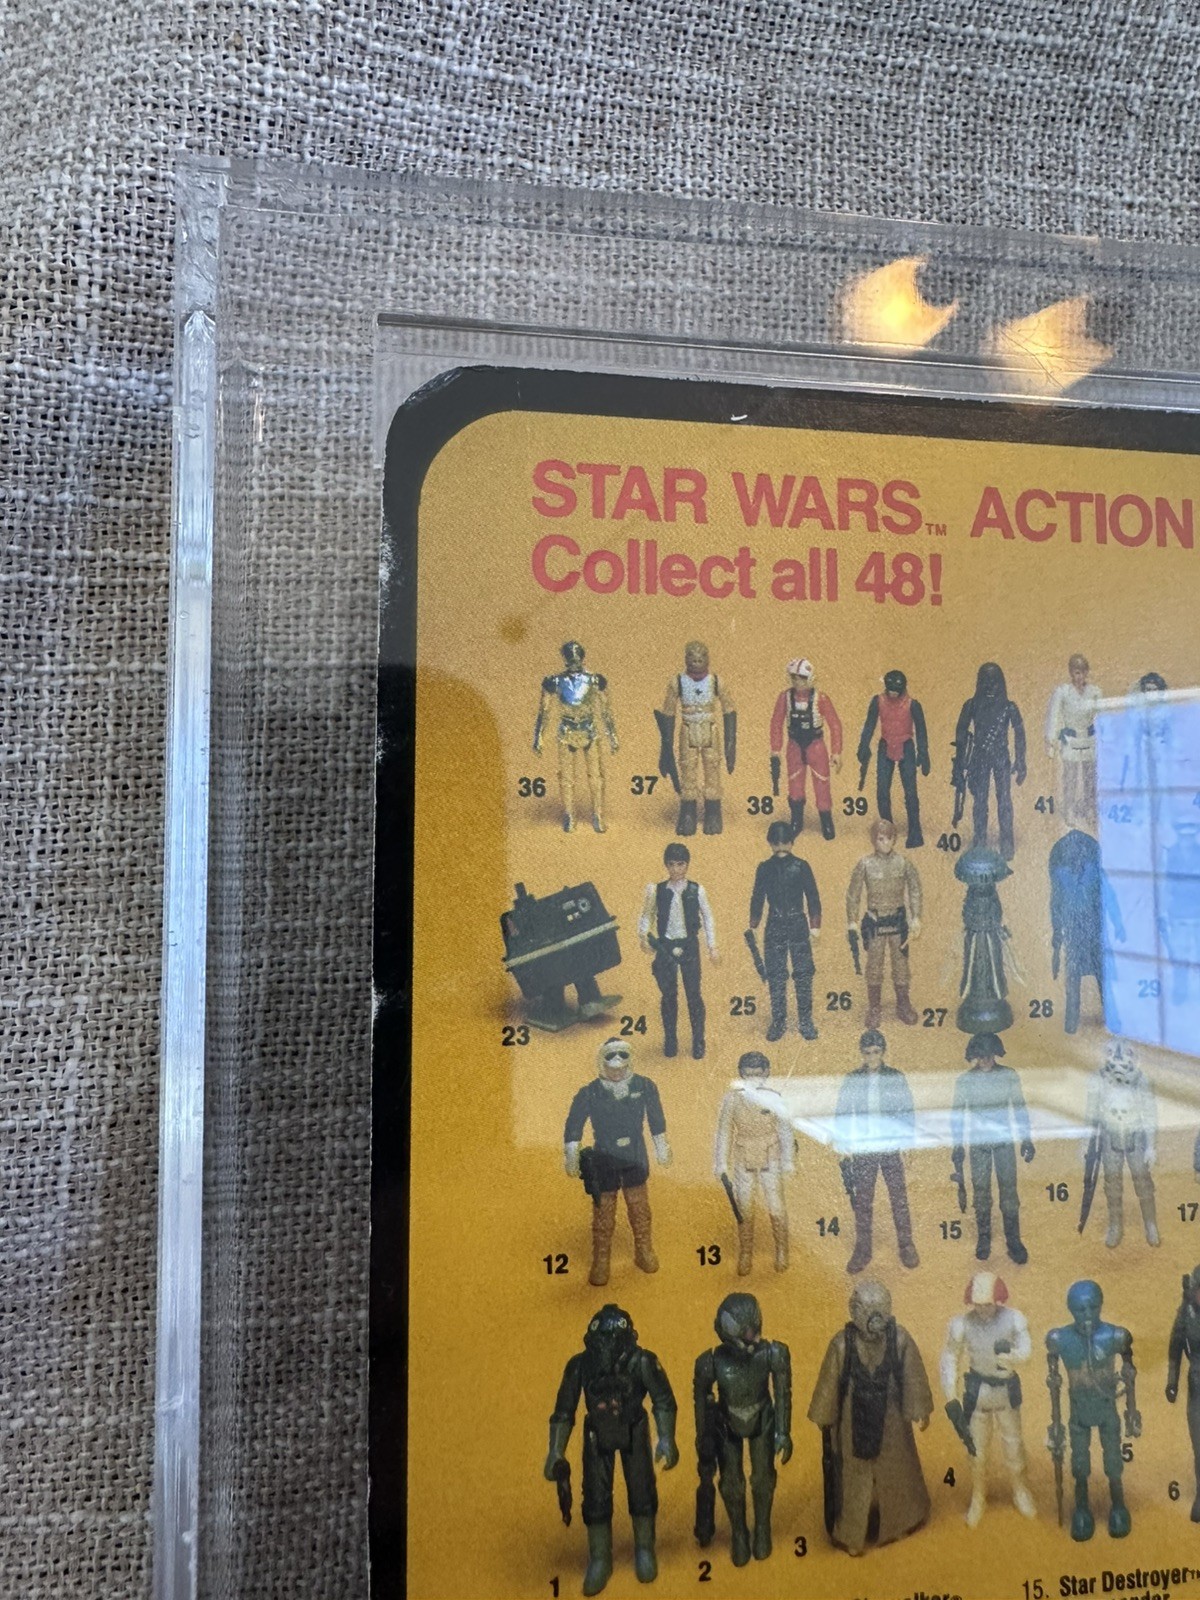 STAR WARS™ ACTION
Collect all 48!
36 37 38 39 40 41 42
23 24 25 26 27 28 29
12 13 14 15 16 17
1 2 3 4 5 6
15. Star Destroyer™